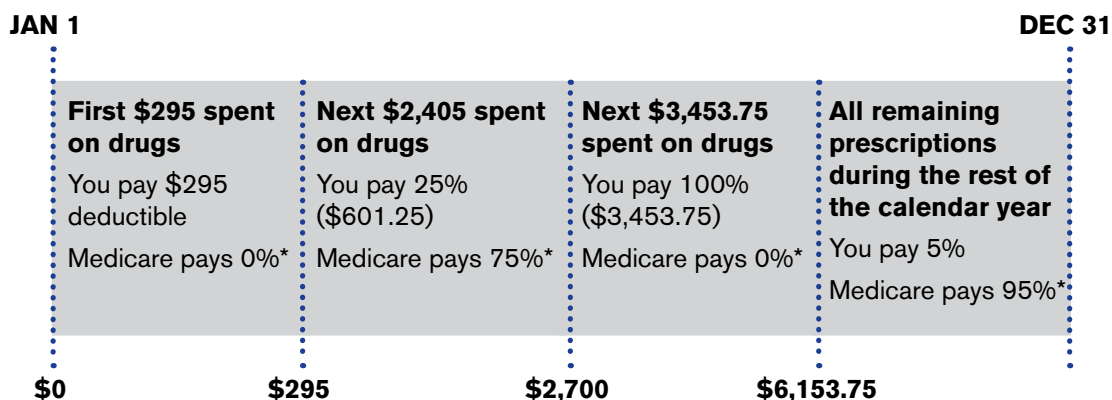 JAN 1
DEC 31
First $295 spent
on drugs
You pay $295
deductible
Medicare pays 0%*
Next $2,405 spent
on drugs
You pay 25%
($601.25)
Medicare pays 75%*
Next $3,453.75
spent on drugs
You pay 100%
($3,453.75)
Medicare pays 0%*
All remaining
prescriptions
during the rest of
the calendar year
You pay 5%
Medicare pays 95%*
$0
$295
$2,700
$6,153.75